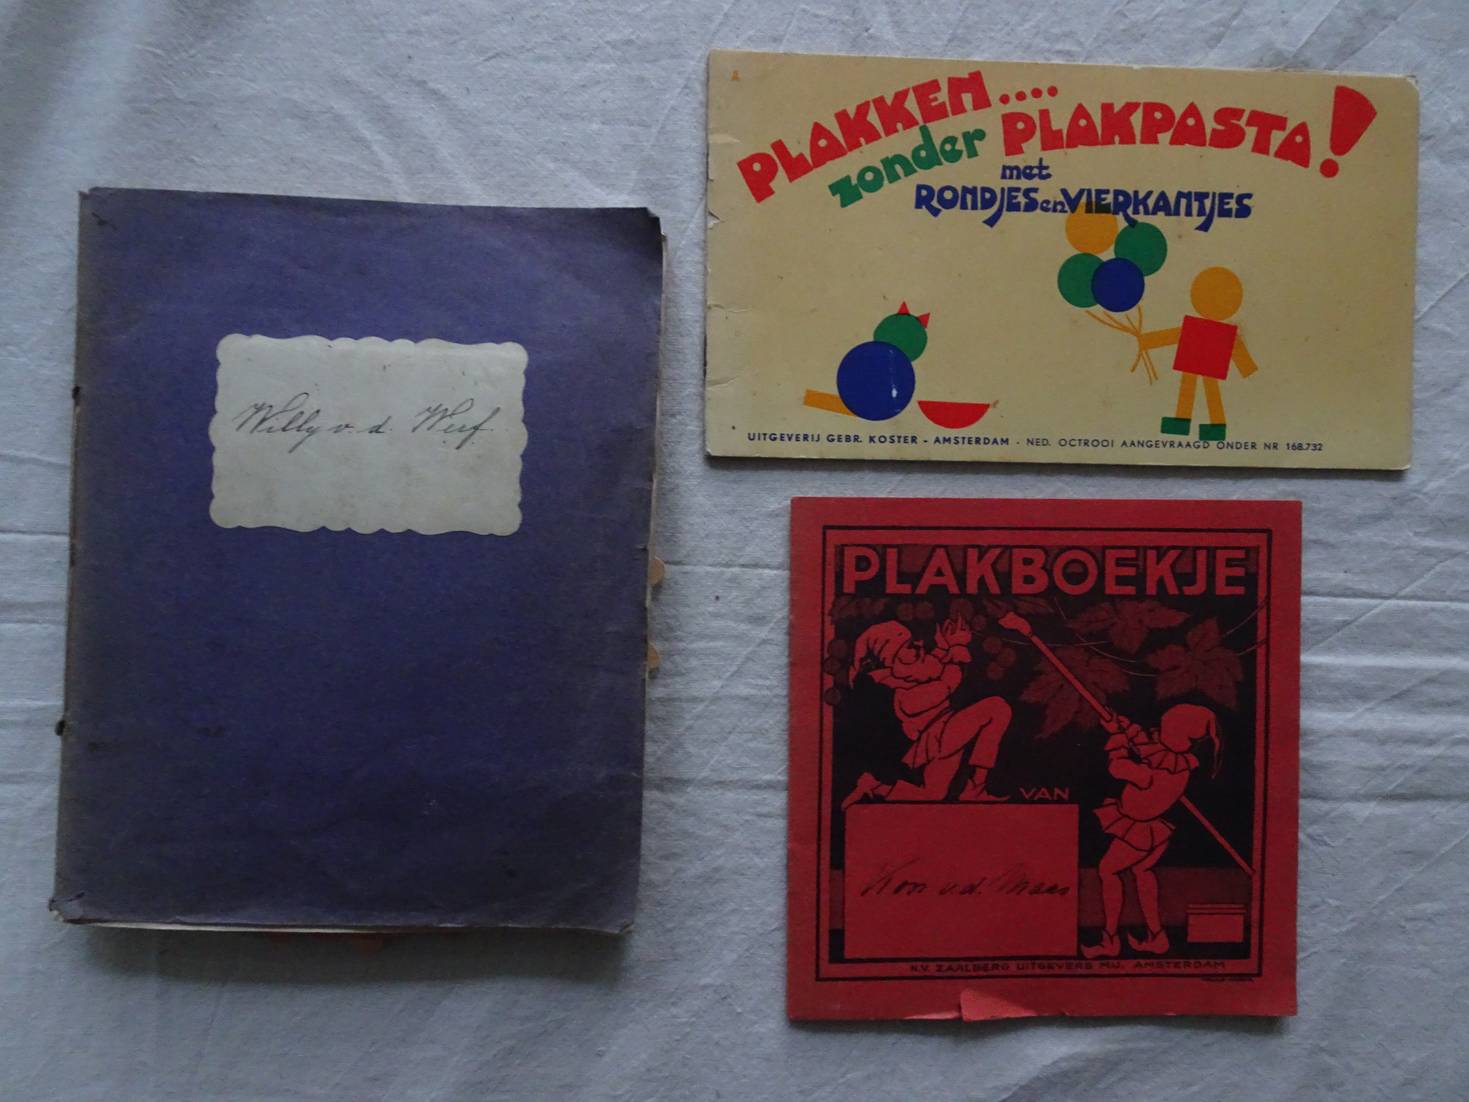 Willy v. d. Werf.
PLAKKEN....
zonder PLAKPASTA!
met
RONDJES en VIERKANTJES
UITGEVERIJ GEBR. KOSTER - AMSTERDAM - NED. OCTROOI AANGEVRAAGD ONDER NR 168.732
PLAKBOEKJE
VAN
v.d. Maas
N.V. ZAALBERG UITGEVERS MIJ. AMSTERDAM